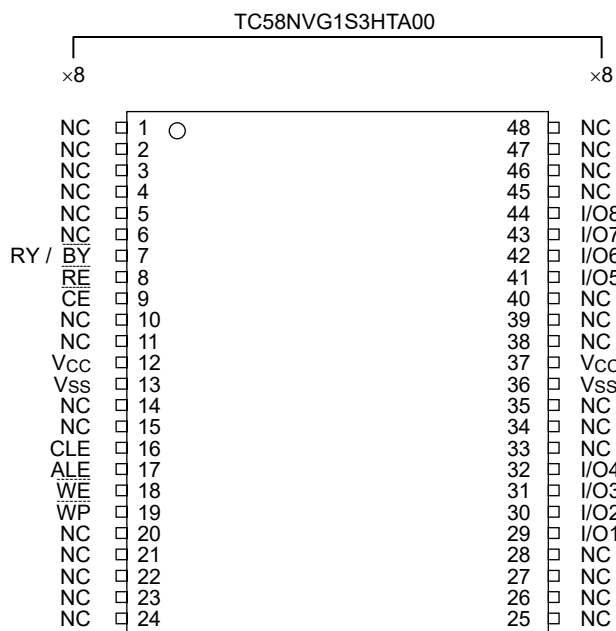 TC58NVG1S3HTA00
×8 ×8
NC 1 48 NC
NC 2 47 NC
NC 3 46 NC
NC 4 45 NC
NC 5 44 I/O8
NC 6 43 I/O7
RY / BY 7 42 I/O6
RE 8 41 I/O5
CE 9 40 NC
NC 10 39 NC
NC 11 38 NC
VCC 12 37 VCC
VSS 13 36 VSS
NC 14 35 NC
NC 15 34 NC
CLE 16 33 NC
ALE 17 32 I/O4
WE 18 31 I/O3
WP 19 30 I/O2
NC 20 29 I/O1
NC 21 28 NC
NC 22 27 NC
NC 23 26 NC
NC 24 25 NC